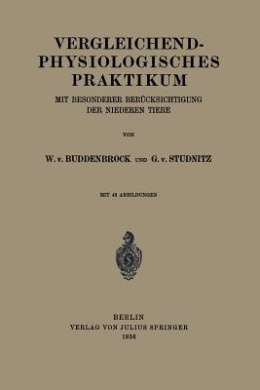 VERGLEICHEND-
PHYSIOLOGISCHES
PRAKTIKUM
MIT BESONDERER BERÜCKSICHTIGUNG
DER NIEDEREN TIERE
VON
W. v. BUDDENBROCK UND G. v. STUDNITZ
MIT 48 ABBILDUNGEN
BERLIN
VERLAG VON JULIUS SPRINGER
1936